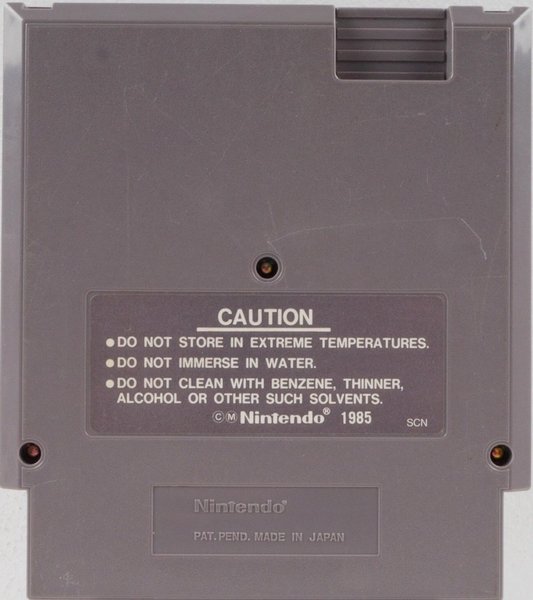 CAUTION
• DO NOT STORE IN EXTREME TEMPERATURES.
• DO NOT IMMERSE IN WATER.
• DO NOT CLEAN WITH BENZENE, THINNER,
ALCOHOL OR OTHER SUCH SOLVENTS.
©Ⓜ Nintendo® 1985 SCN
Nintendo®
PAT. PEND. MADE IN JAPAN